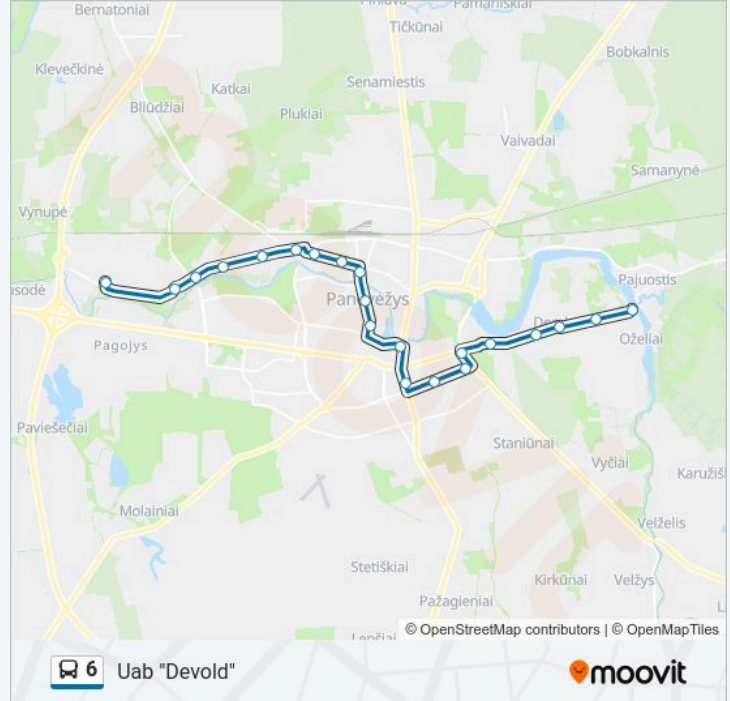 Bernatoniai
Pamarliškiai
Tičkūnai
Bobkalnis
Klevečkinė
Katkai
Senamiestis
Bliūdžiai
Plukiai
Vaivadai
Samanynė
Vynupė
Pajuostis
Panevėžys
Oželiai
Pagojys
Paviešečiai
Staniūnai
Vyčiai
Molainiai
Velželis
Stetiškiai
Kirkūnai
Velžys
Pažagieniai
© OpenStreetMap contributors | © OpenMapTiles
6 Uab "Devold"
moovit